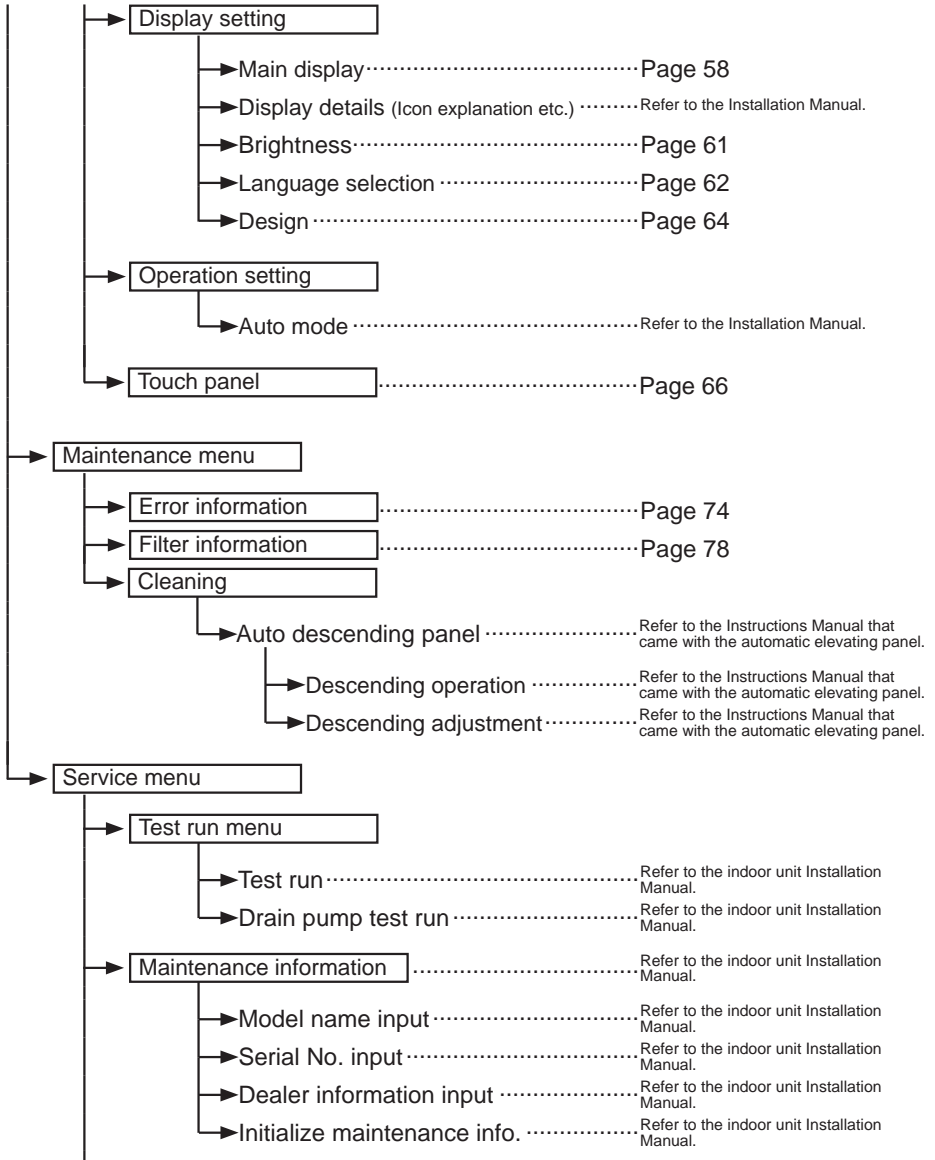 Display setting
Main display Page 58
Display details (Icon explanation etc.) Refer to the Installation Manual.
Brightness Page 61
Language selection Page 62
Design Page 64
Operation setting
Auto mode Refer to the Installation Manual.
Touch panel Page 66
Maintenance menu
Error information Page 74
Filter information Page 78
Cleaning
Auto descending panel Refer to the Instructions Manual that
came with the automatic elevating panel.
Descending operation Refer to the Instructions Manual that
came with the automatic elevating panel.
Descending adjustment Refer to the Instructions Manual that
came with the automatic elevating panel.
Service menu
Test run menu
Test run Refer to the indoor unit Installation
Manual.
Drain pump test run Refer to the indoor unit Installation
Manual.
Maintenance information Refer to the indoor unit Installation
Manual.
Model name input Refer to the indoor unit Installation
Manual.
Serial No. input Refer to the indoor unit Installation
Manual.
Dealer information input Refer to the indoor unit Installation
Manual.
Initialize maintenance info. Refer to the indoor unit Installation
Manual.